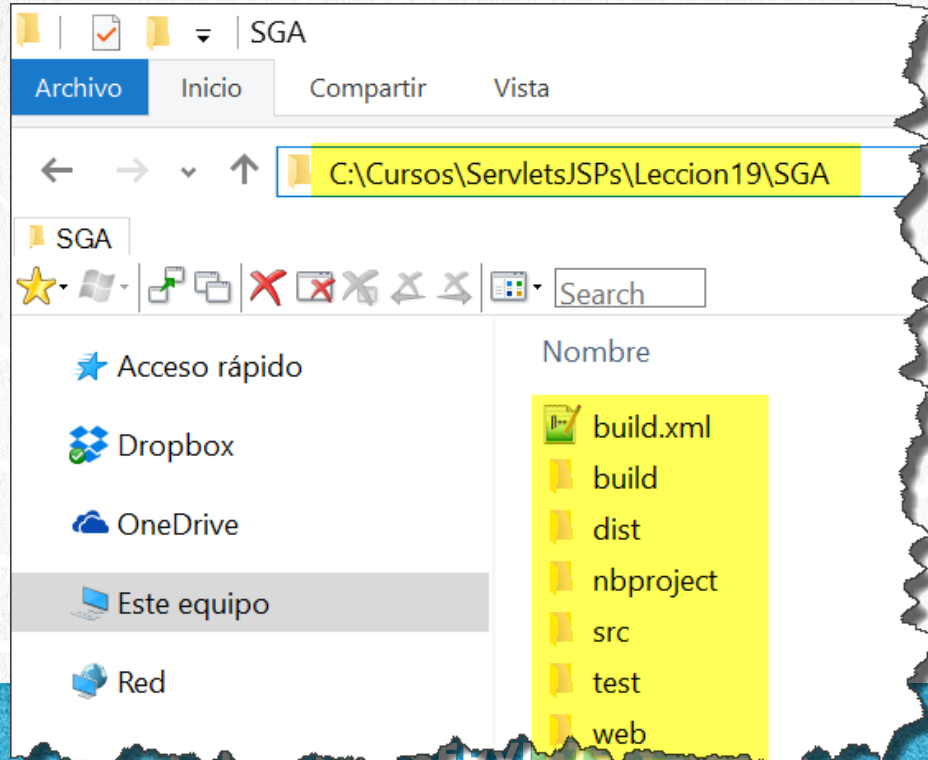 SGA
Archivo Inicio Compartir Vista
C:\Cursos\ServletsJSPs\Leccion19\SGA
SGA
Search
Acceso rápido
Dropbox
OneDrive
Este equipo
Red
Nombre
build.xml
build
dist
nbproject
src
test
web